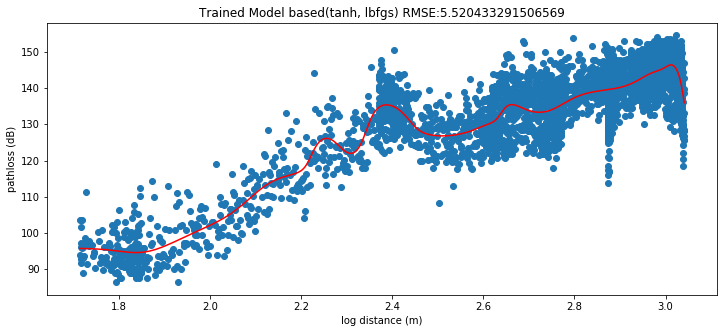 Trained Model based(tanh, lbfgs) RMSE:5.520433291506569
pathloss (dB)
150
140
130
120
110
100
90
1.8 2.0 2.2 2.4 2.6 2.8 3.0
log distance (m)